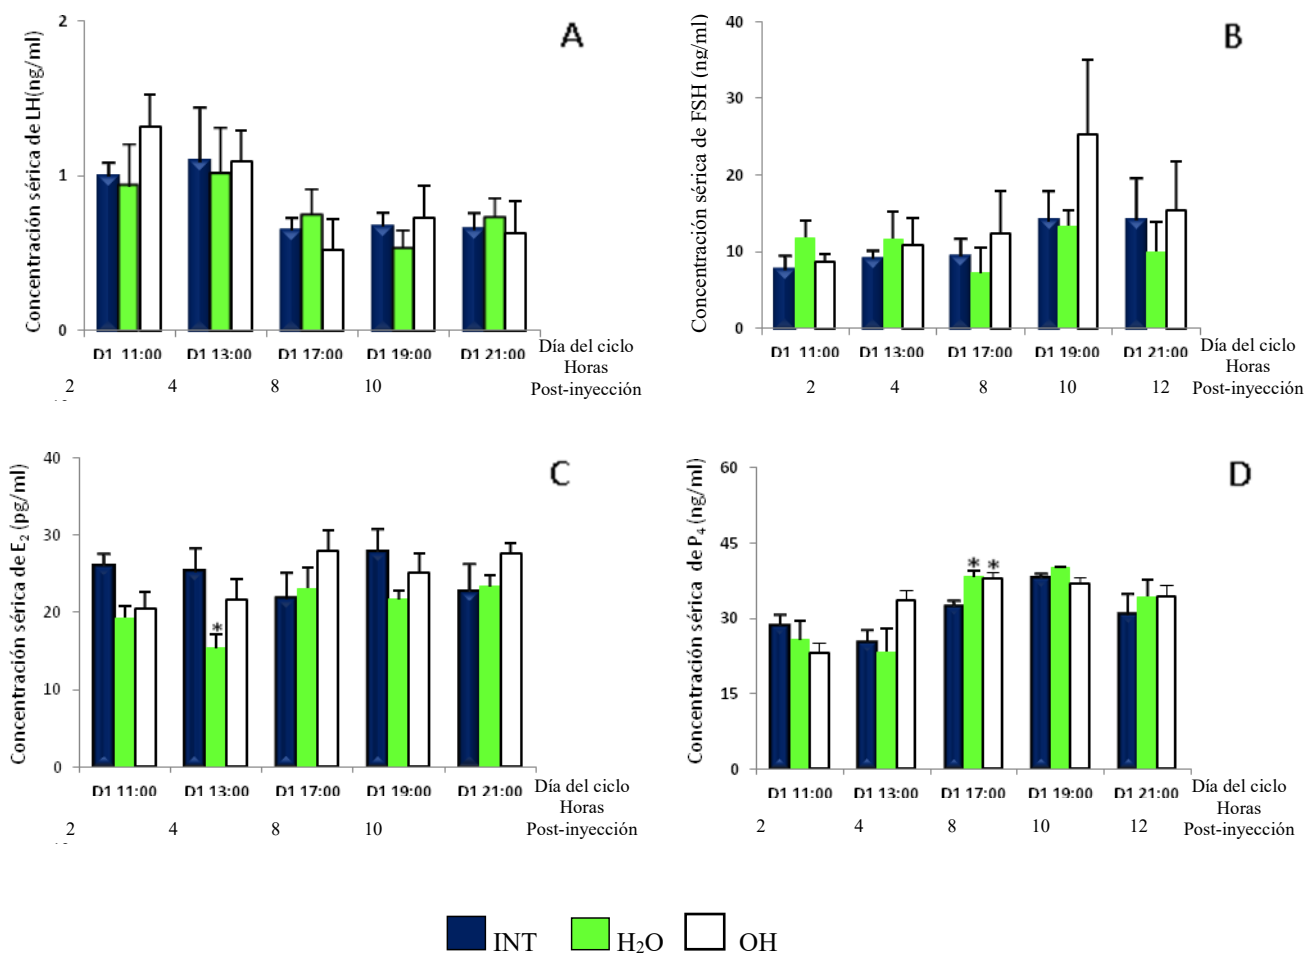 A
Concentración sérica de LH(ng/ml)
2
1
0
D1 11:00 D1 13:00 D1 17:00 D1 19:00 D1 21:00
Día del ciclo
Horas
Post-inyección
2 4 8 10
B
Concentración sérica de FSH (ng/ml)
40
30
20
10
0
D1 11:00 D1 13:00 D1 17:00 D1 19:00 D1 21:00
Día del ciclo
Horas
Post-inyección
2 4 8 10 12
C
Concentración sérica de E₂ (pg/ml)
40
30
20
10
0
*
D1 11:00 D1 13:00 D1 17:00 D1 19:00 D1 21:00
Día del ciclo
Horas
Post-inyección
2 4 8 10
D
Concentración sérica de P₄ (ng/ml)
60
45
30
15
0
* *
D1 11:00 D1 13:00 D1 17:00 D1 19:00 D1 21:00
Día del ciclo
Horas
Post-inyección
2 4 8 10 12
INT H₂O OH